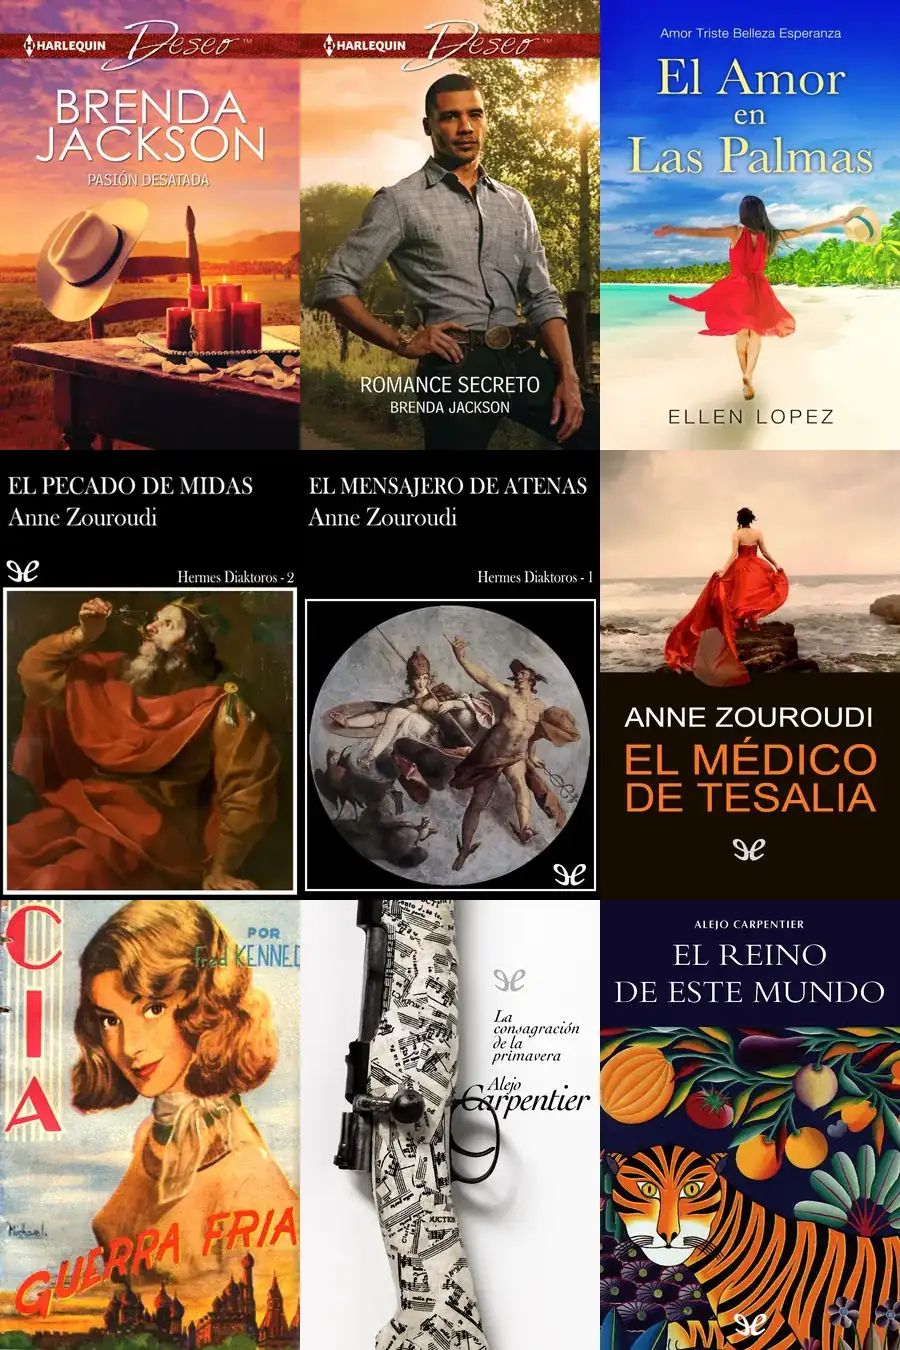 HARLEQUIN Deseo™
BRENDA
JACKSON
PASIÓN DESATADA
HARLEQUIN Deseo™
ROMANCE SECRETO
BRENDA JACKSON
Amor Triste Belleza Esperanza
El Amor
en
Las Palmas
ELLEN LOPEZ
EL PECADO DE MIDAS
Anne Zouroudi
Hermes Diaktoros - 2
EL MENSAJERO DE ATENAS
Anne Zouroudi
Hermes Diaktoros - 1
ANNE ZOUROUDI
EL MÉDICO
DE TESALIA
CIA
POR
Fred KENNED
Michael.
GUERRA FRIA
La
consagración
de la
primavera
Alejo
Carpentier
ALEJO CARPENTIER
EL REINO
DE ESTE MUNDO